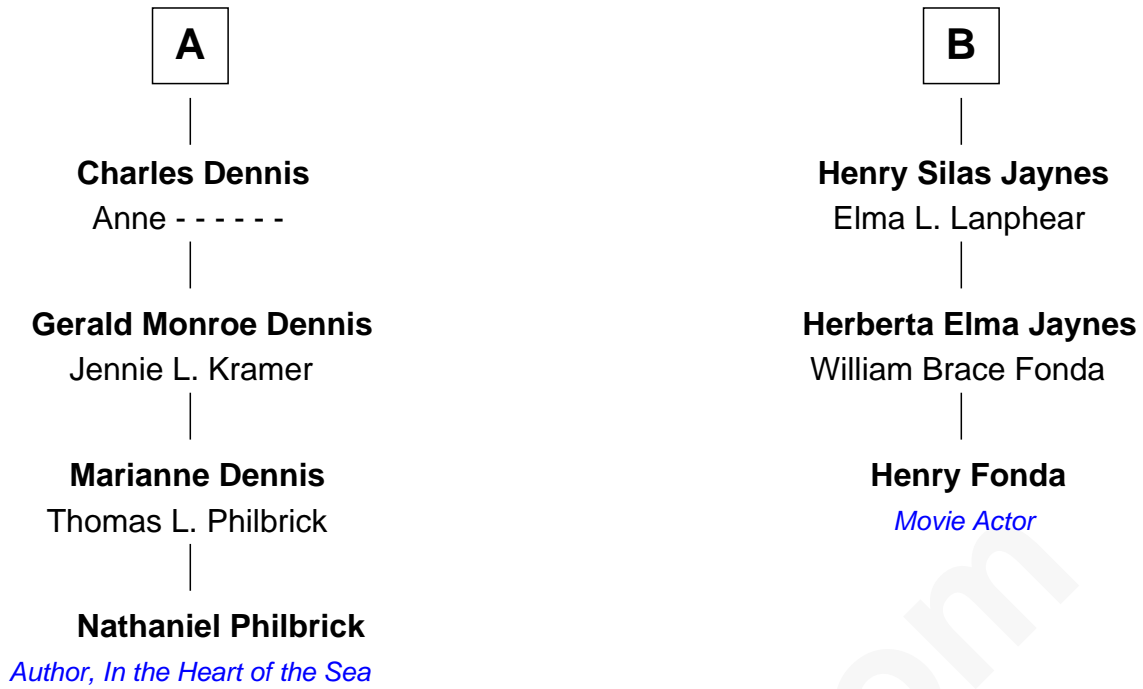 A
Charles Dennis
Anne - - - - - -
Gerald Monroe Dennis
Jennie L. Kramer
Marianne Dennis
Thomas L. Philbrick
Nathaniel Philbrick
Author, In the Heart of the Sea
B
Henry Silas Jaynes
Elma L. Lanphear
Herberta Elma Jaynes
William Brace Fonda
Henry Fonda
Movie Actor
om